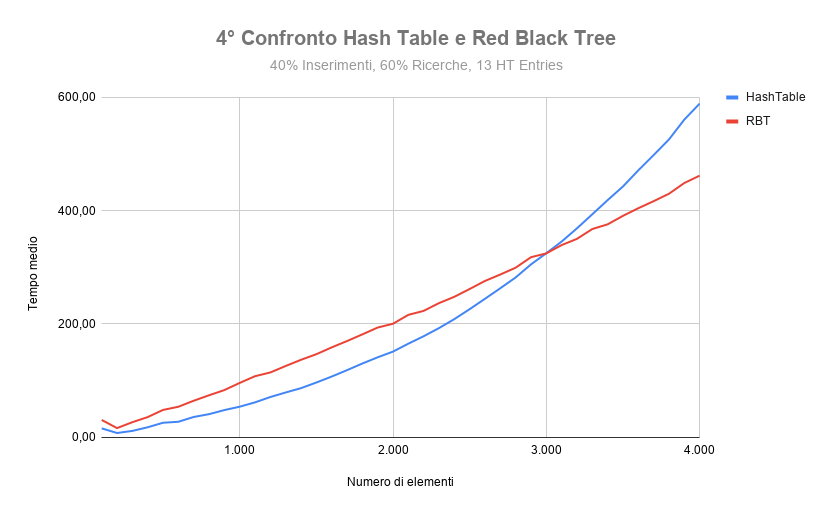 4° Confronto Hash Table e Red Black Tree
40% Inserimenti, 60% Ricerche, 13 HT Entries
600,00
400,00
200,00
0,00
Tempo medio
1.000
2.000
3.000
4.000
Numero di elementi
HashTable
RBT